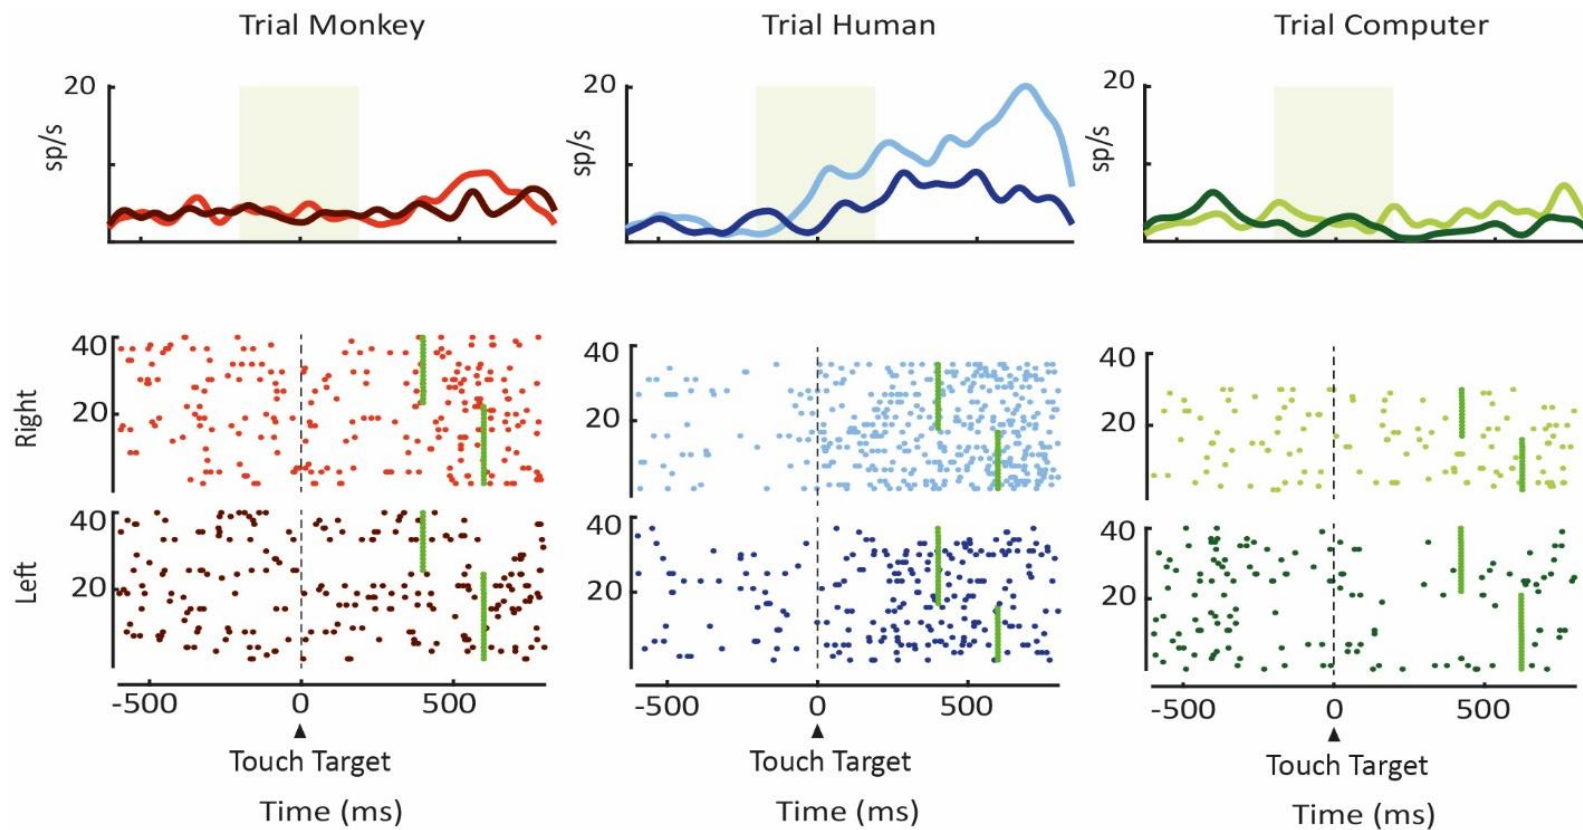 Trial Monkey Trial Human Trial Computer
20 20 20
sp/s sp/s sp/s
40 40 40
Right
20 20 20
40 40 40
Left
20 20 20
-500 0 500 -500 0 500 -500 0 500
Touch Target Touch Target Touch Target
Time (ms) Time (ms) Time (ms)